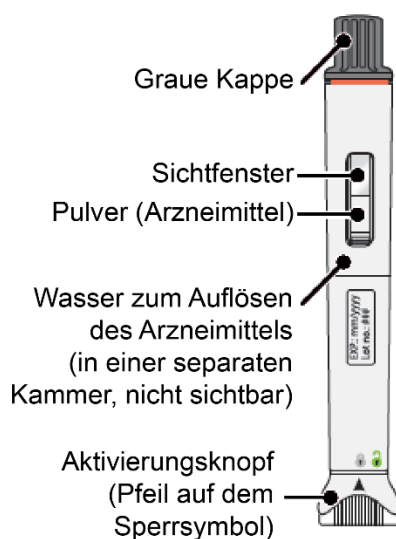 Graue Kappe
Sichtfenster
Pulver (Arzneimittel)
Wasser zum Auflösen
des Arzneimittels
(in einer separaten
Kammer, nicht sichtbar)
EXP.: mm/yyyy
Lot no.: ###
Aktivierungsknopf
(Pfeil auf dem
Sperrsymbol)